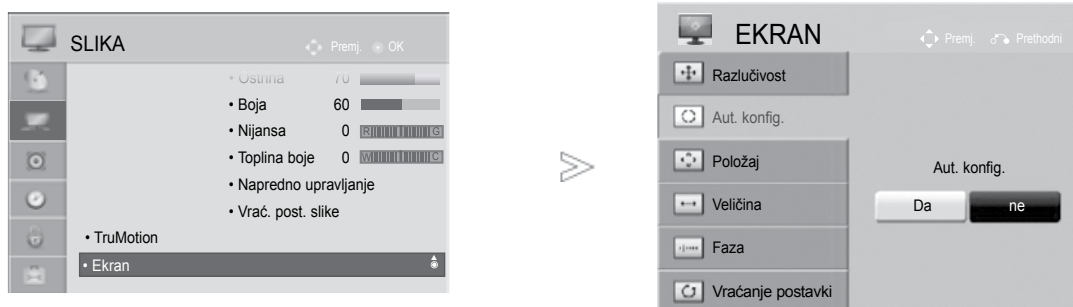 SLIKA
Premj. OK
• Oštrina 70
• Boja 60
• Nijansa 0 R G
• Toplina boje 0 W C
• Napredno upravljanje
• Vrać. post. slike
• TruMotion
• Ekran
>>
EKRAN
Premj. Prethodni
Razlučivost
Aut. konfig.
Položaj
Veličina
Faza
Vraćanje postavki
Aut. konfig.
Da ne